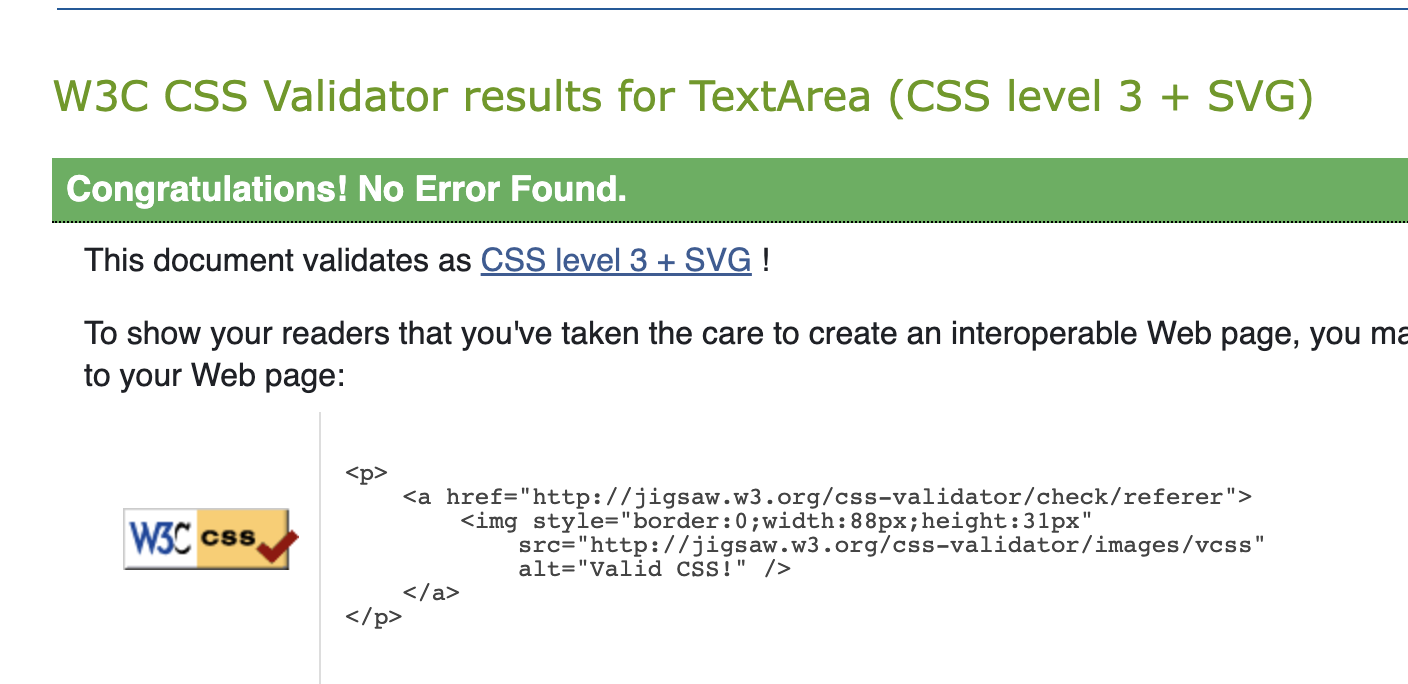 W3C CSS Validator results for TextArea (CSS level 3 + SVG)
Congratulations! No Error Found.
This document validates as CSS level 3 + SVG !
To show your readers that you've taken the care to create an interoperable Web page, you
to your Web page:
W3C css
<p>
    <a href="http://jigsaw.w3.org/css-validator/check/referer">
        <img style="border:0;width:88px;height:31px"
            src="http://jigsaw.w3.org/css-validator/images/vcss"
            alt="Valid CSS!" />
    </a>
</p>